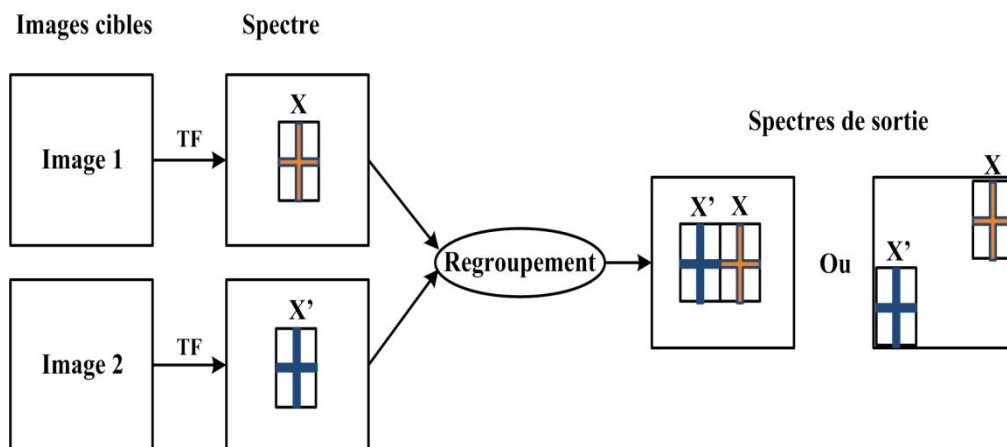 Images cibles
Spectre
Image 1
TF
X
Image 2
TF
X'
Regroupement
Spectres de sortie
X' X
Ou
X
X'